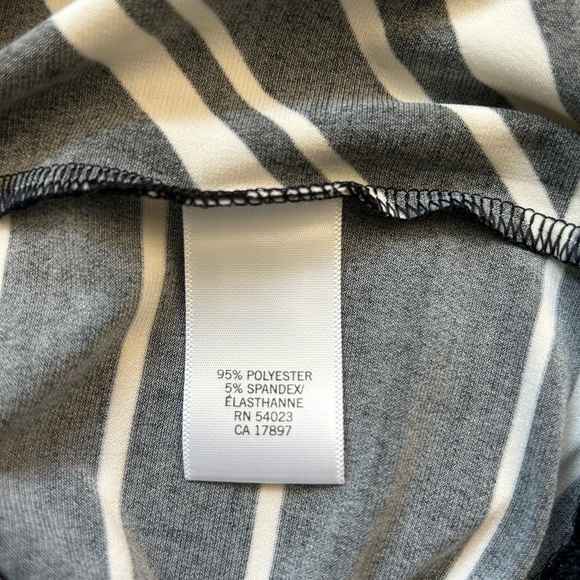 95% POLYESTER
5% SPANDEX/
ÉLASTHANNE
RN 54023
CA 17897